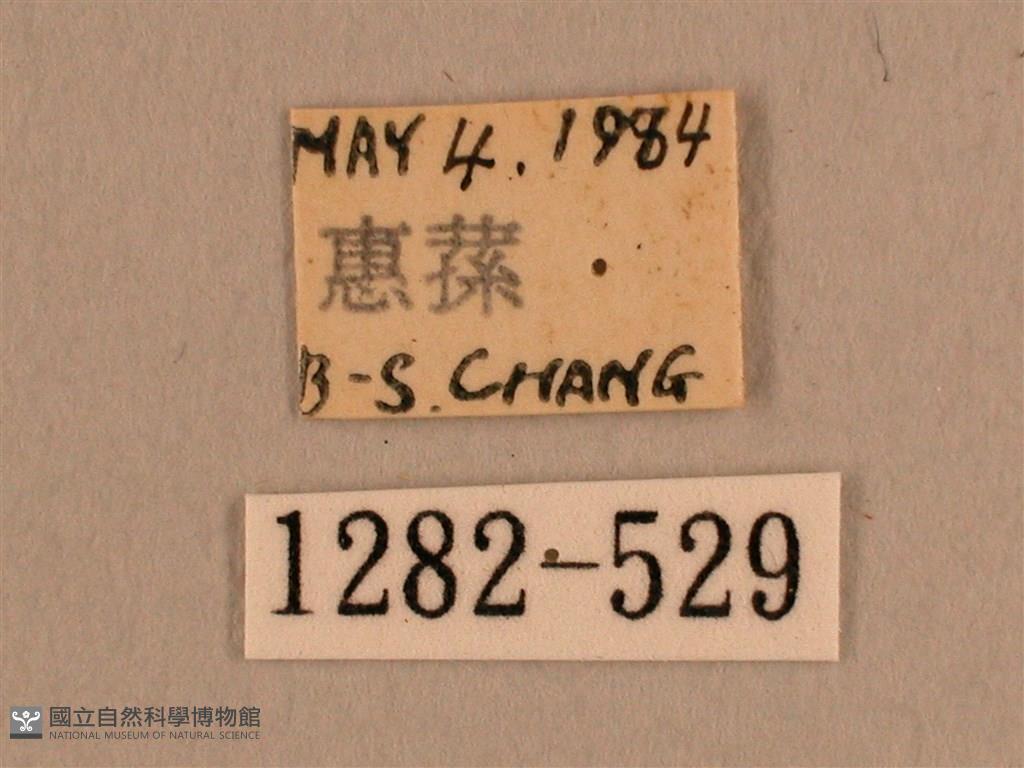 MAY 4. 1984
惠蓀
B-S. CHANG
1282-529
國立自然科學博物館
NATIONAL MUSEUM OF NATURAL SCIENCE